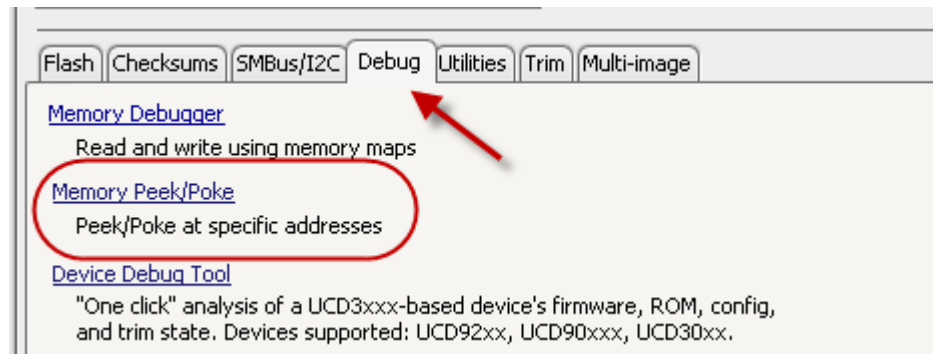 Flash Checksums SMBus/I2C Debug Utilities Trim Multi-image
Memory Debugger
Read and write using memory maps
Memory Peek/Poke
Peek/Poke at specific addresses
Device Debug Tool
"One click" analysis of a UCD3xxx-based device's firmware, ROM, config,
and trim state. Devices supported: UCD92xx, UCD90xxx, UCD30xx.